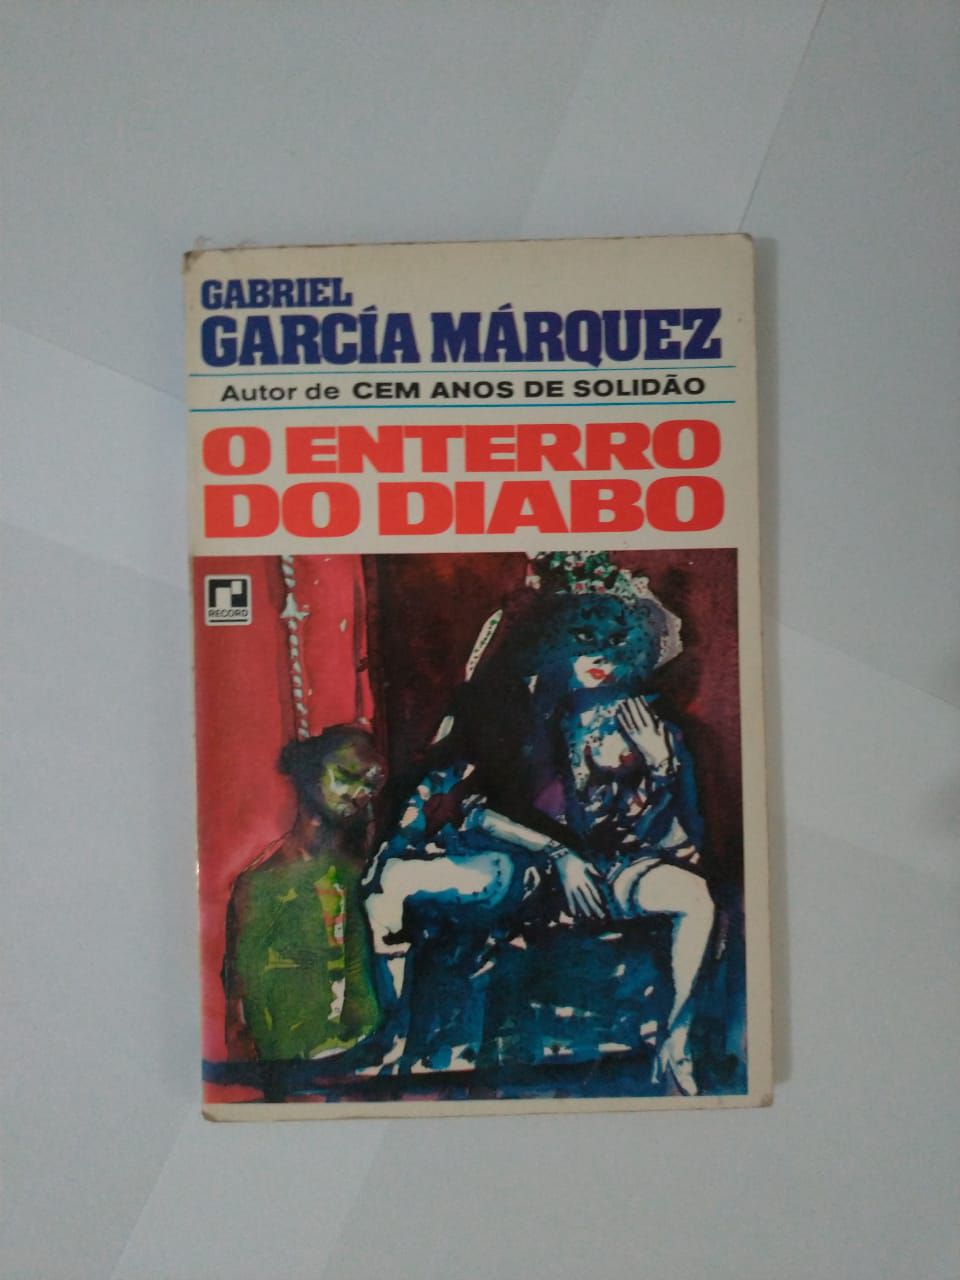 GABRIEL
GARCÍA MÁRQUEZ
Autor de CEM ANOS DE SOLIDÃO
O ENTERRO
DO DIABO
RECORD